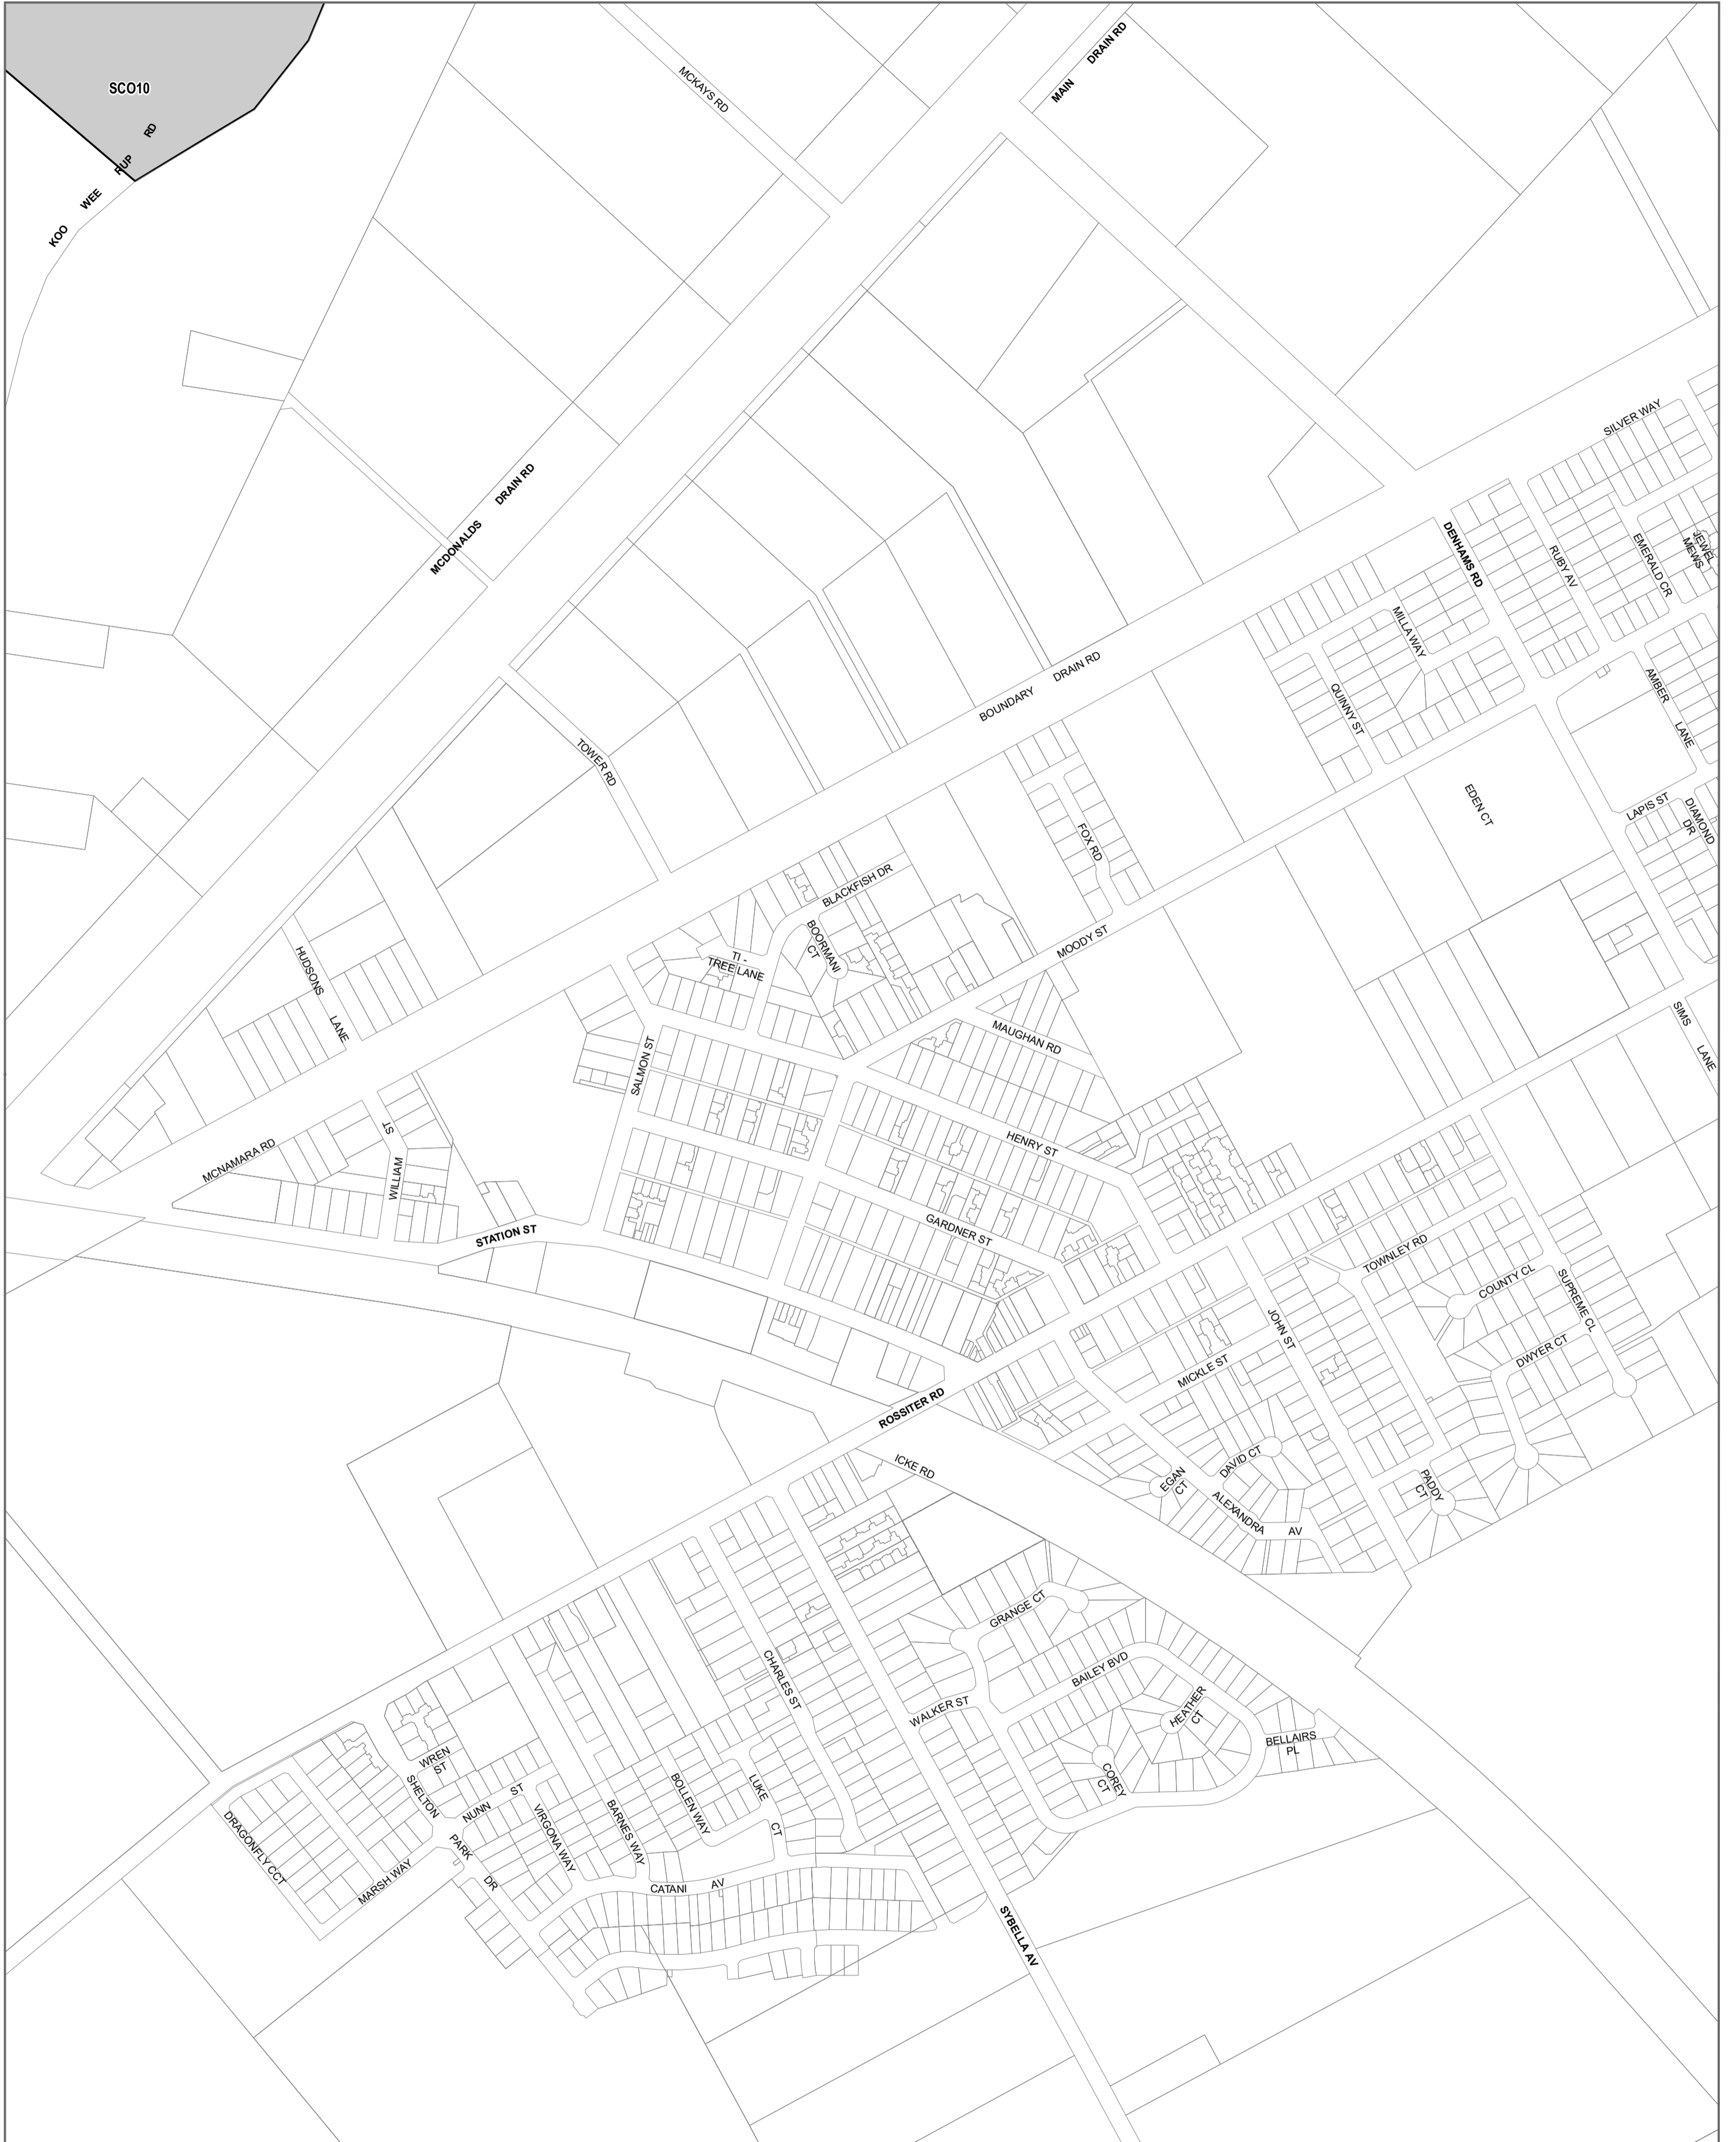 SCO10
KOO WEE RUP RD
MCKAYS RD
MAIN DRAIN RD
MCDONALDS DRAIN RD
SILVER WAY
DENHAMS RD
RUBY AV
EMERALD CR
JEWEL
MEWS
MILLA WAY
QUINNY ST
AMBER LANE
BOUNDARY DRAIN RD
TOWER RD
EDEN CT
LAPIS ST
DIAMOND
DR
FOX RD
BLACKFISH DR
BOORMANI
CT
TI -
TREE LANE
MOODY ST
HUDSONS LANE
SALMON ST
MAUGHAN RD
SIMS LANE
MCNAMARA RD
WILLIAM ST
HENRY ST
STATION ST
GARDNER ST
TOWNLEY RD
COUNTY CL
SUPREME CL
JOHN ST
DWYER CT
MICKLE ST
ROSSITER RD
ICKE RD
DAVID CT
EGAN
CT
PADDY
CT
ALEXANDRA AV
GRANGE CT
CHARLES ST
BAILEY BVD
WALKER ST
HEATHER
CT
BELLAIRS
PL
COREY
CT
WREN
ST
SHELTON
NUNN ST
VIRGONA WAY
BARNES WAY
BOLLEN WAY
LUKE CT
DRAGONFLY CCT
MARSH WAY
PARK DR
CATANI AV
SYBELLA AV